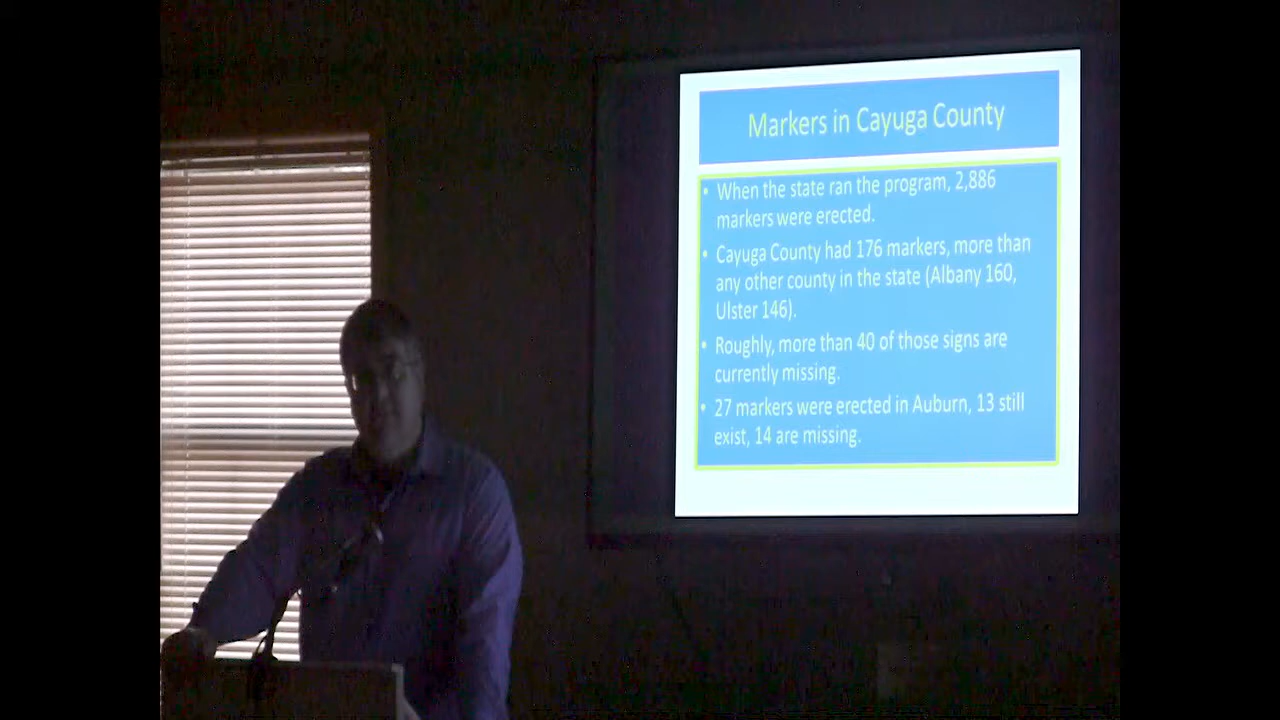 Markers in Cayuga County
• When the state ran the program, 2,886
markers were erected.
• Cayuga County had 176 markers, more than
any other county in the state (Albany 160,
Ulster 146).
• Roughly, more than 40 of those signs are
currently missing.
• 27 markers were erected in Auburn, 13 still
exist, 14 are missing.